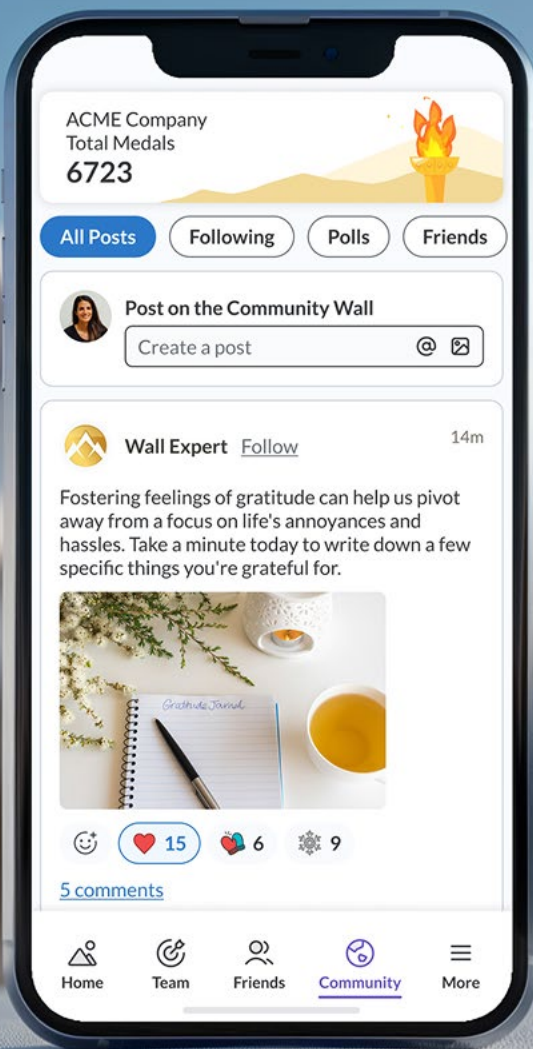 ACME Company
Total Medals
6723
All Posts
Following
Polls
Friends
Post on the Community Wall
Create a post
Wall Expert Follow
14m
Fostering feelings of gratitude can help us pivot
away from a focus on life's annoyances and
hassles. Take a minute today to write down a few
specific things you're grateful for.
Gratitude Journal
15
6
9
5 comments
Home
Team
Friends
Community
More